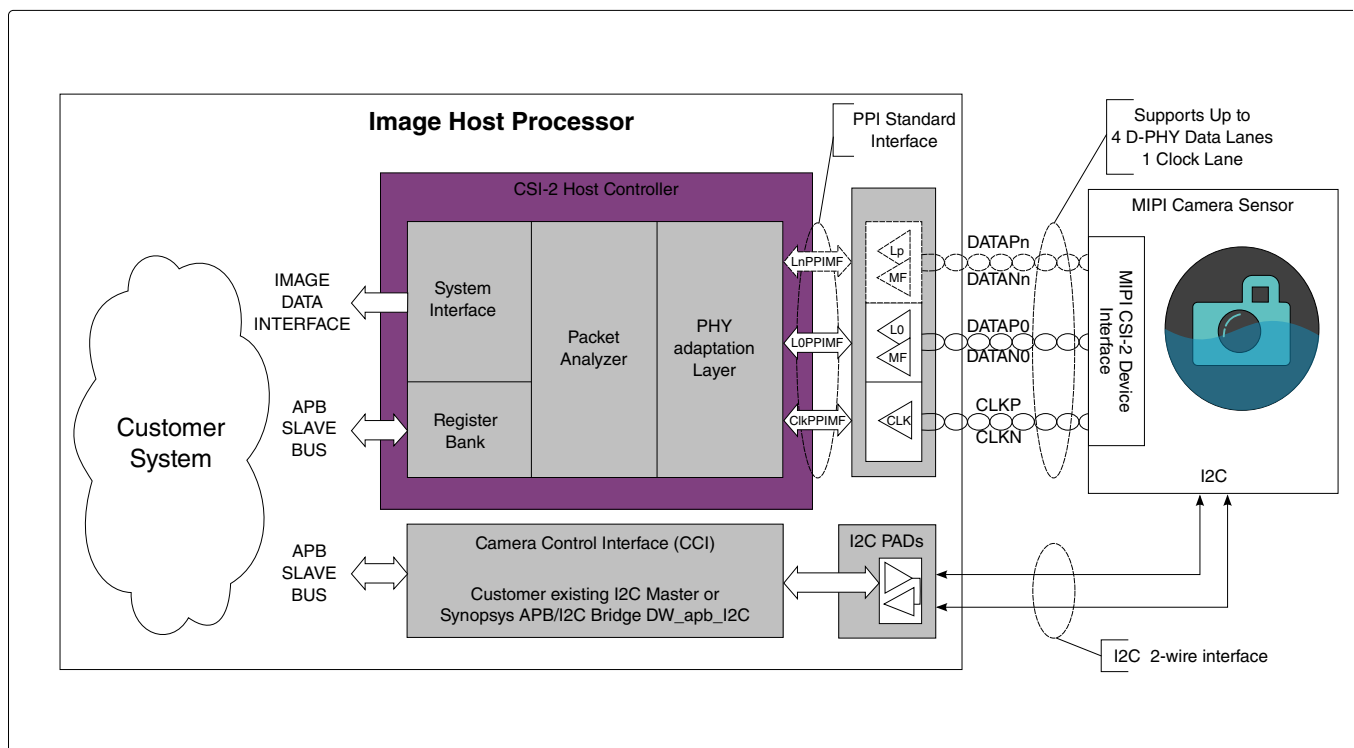 Image Host Processor
PPI Standard
Interface
Supports Up to
4 D-PHY Data Lanes
1 Clock Lane
CSI-2 Host Controller
MIPI Camera Sensor
System
Interface
Register
Bank
Packet
Analyzer
PHY
adaptation
Layer
IMAGE
DATA
INTERFACE
APB
SLAVE
BUS
Customer
System
LnPPIMF
L0PPIMF
ClkPPIMF
Lp
MF
L0
MF
CLK
DATAPn
DATANn
DATAP0
DATAN0
CLKP
CLKN
MIPI CSI-2 Device
Interface
I2C
APB
SLAVE
BUS
Camera Control Interface (CCI)
Customer existing I2C Master or
Synopsys APB/I2C Bridge DW_apb_I2C
I2C PADs
I2C 2-wire interface